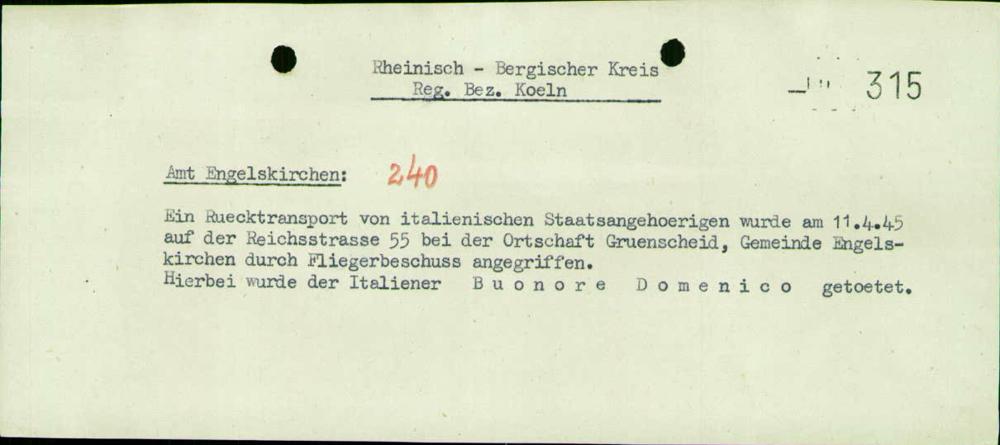 Rheinisch - Bergischer Kreis
Reg. Bez. Koeln
315
Amt Engelskirchen: 240
Ein Ruecktransport von italienischen Staatsangehoerigen wurde am 11.4.45
auf der Reichsstrasse 55 bei der Ortschaft Gruenscheid, Gemeinde Engels-
kirchen durch Fliegerbeschuss angegriffen.
Hierbei wurde der Italiener B u o n o r e D o m e n i c o getoetet.